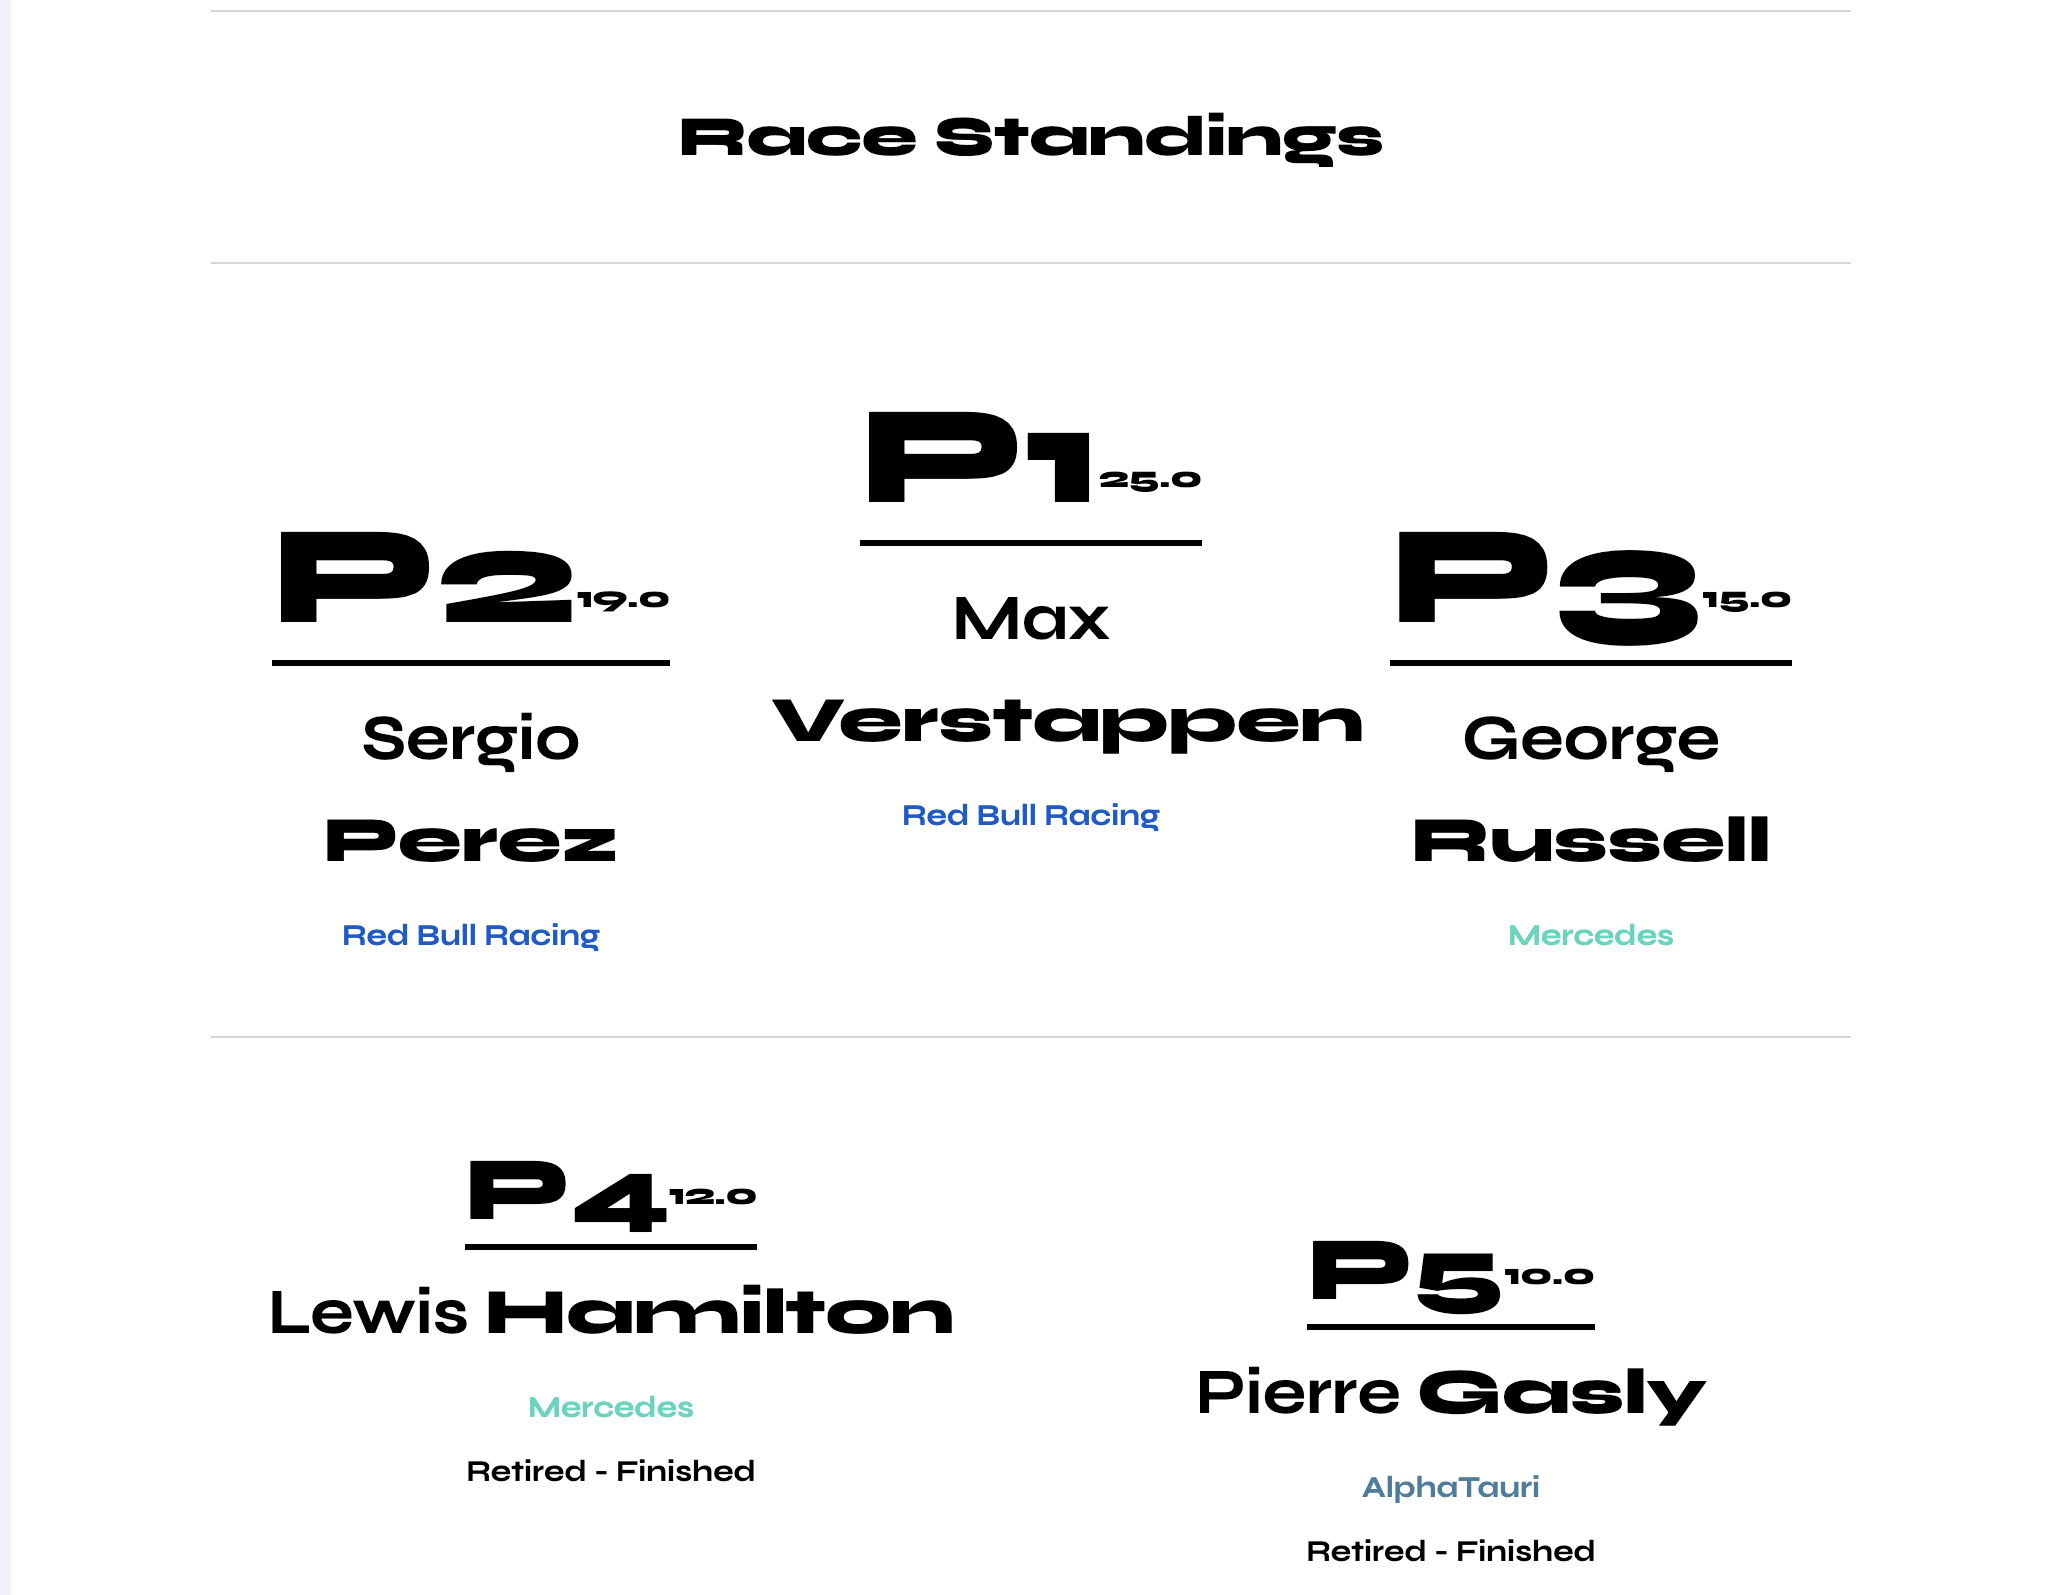 Race Standings
P2 19.0
Sergio
Perez
Red Bull Racing
P1 25.0
Max
Verstappen
Red Bull Racing
P3 15.0
George
Russell
Mercedes
P4 12.0
Lewis Hamilton
Mercedes
Retired - Finished
P5 10.0
Pierre Gasly
AlphaTauri
Retired - Finished